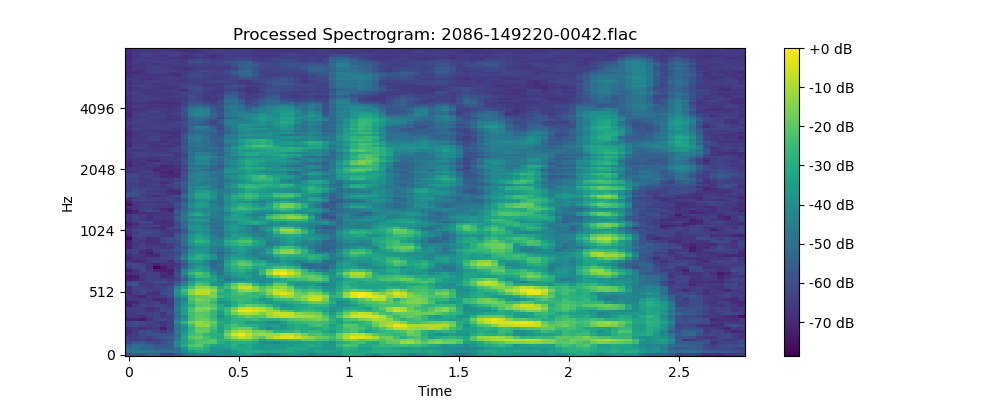 Processed Spectrogram: 2086-149220-0042.flac
Hz
4096
2048
1024
512
0
0
0.5
1
1.5
2
2.5
Time
+0 dB
-10 dB
-20 dB
-30 dB
-40 dB
-50 dB
-60 dB
-70 dB